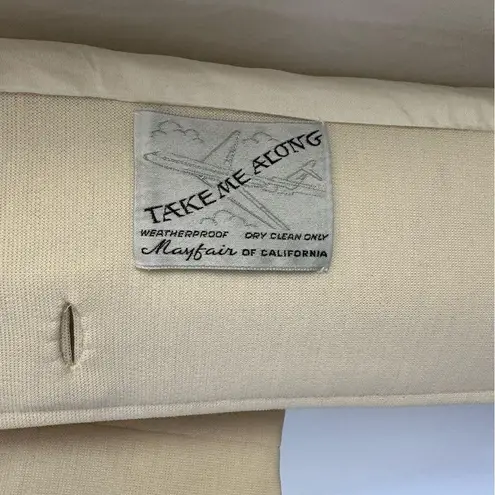 TAKE ME ALONG
WEATHERPROOF DRY CLEAN ONLY
Mayfair OF CALIFORNIA